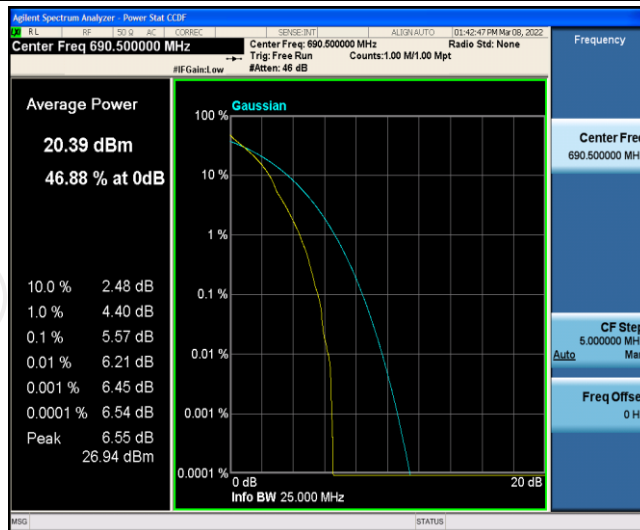 Agilent Spectrum Analyzer - Power Stat CCDF
RL RF 50 Ω AC CORREC SENSE:INT ALIGN AUTO 01:42:47 PM Mar 08, 2022
Center Freq 690.500000 MHz
Center Freq: 690.500000 MHz Radio Std: None
Trig: Free Run Counts:1.00 M/1.00 Mpt
#IFGain:Low #Atten: 46 dB
Frequency
Average Power
20.39 dBm
46.88 % at 0dB
10.0 % 2.48 dB
1.0 % 4.40 dB
0.1 % 5.57 dB
0.01 % 6.21 dB
0.001 % 6.45 dB
0.0001 % 6.54 dB
Peak 6.55 dB
26.94 dBm
Gaussian
100 %
10 %
1 %
0.1 %
0.01 %
0.001 %
0.0001 %
0 dB 20 dB
Info BW 25.000 MHz
Center Freq
690.500000 MH
CF Step
5.000000 MH
Auto Ma
Freq Offse
0 H
MSG STATUS